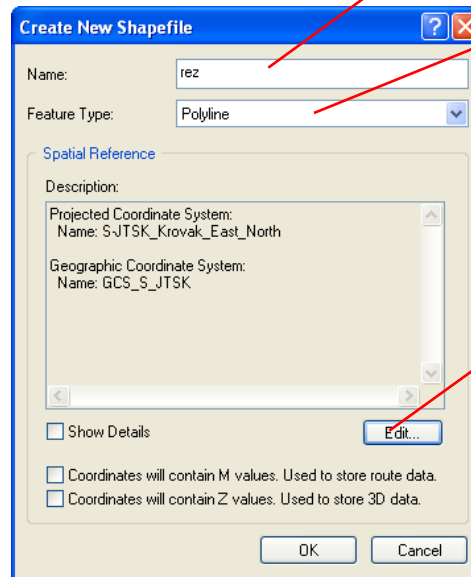 Create New Shapefile
Name: rez
Feature Type: Polyline
Spatial Reference
Description:
Projected Coordinate System:
Name: S-JTSK_Krovak_East_North
Geographic Coordinate System:
Name: GCS_S_JTSK
Show Details
Edit...
Coordinates will contain M values. Used to store route data.
Coordinates will contain Z values. Used to store 3D data.
OK Cancel